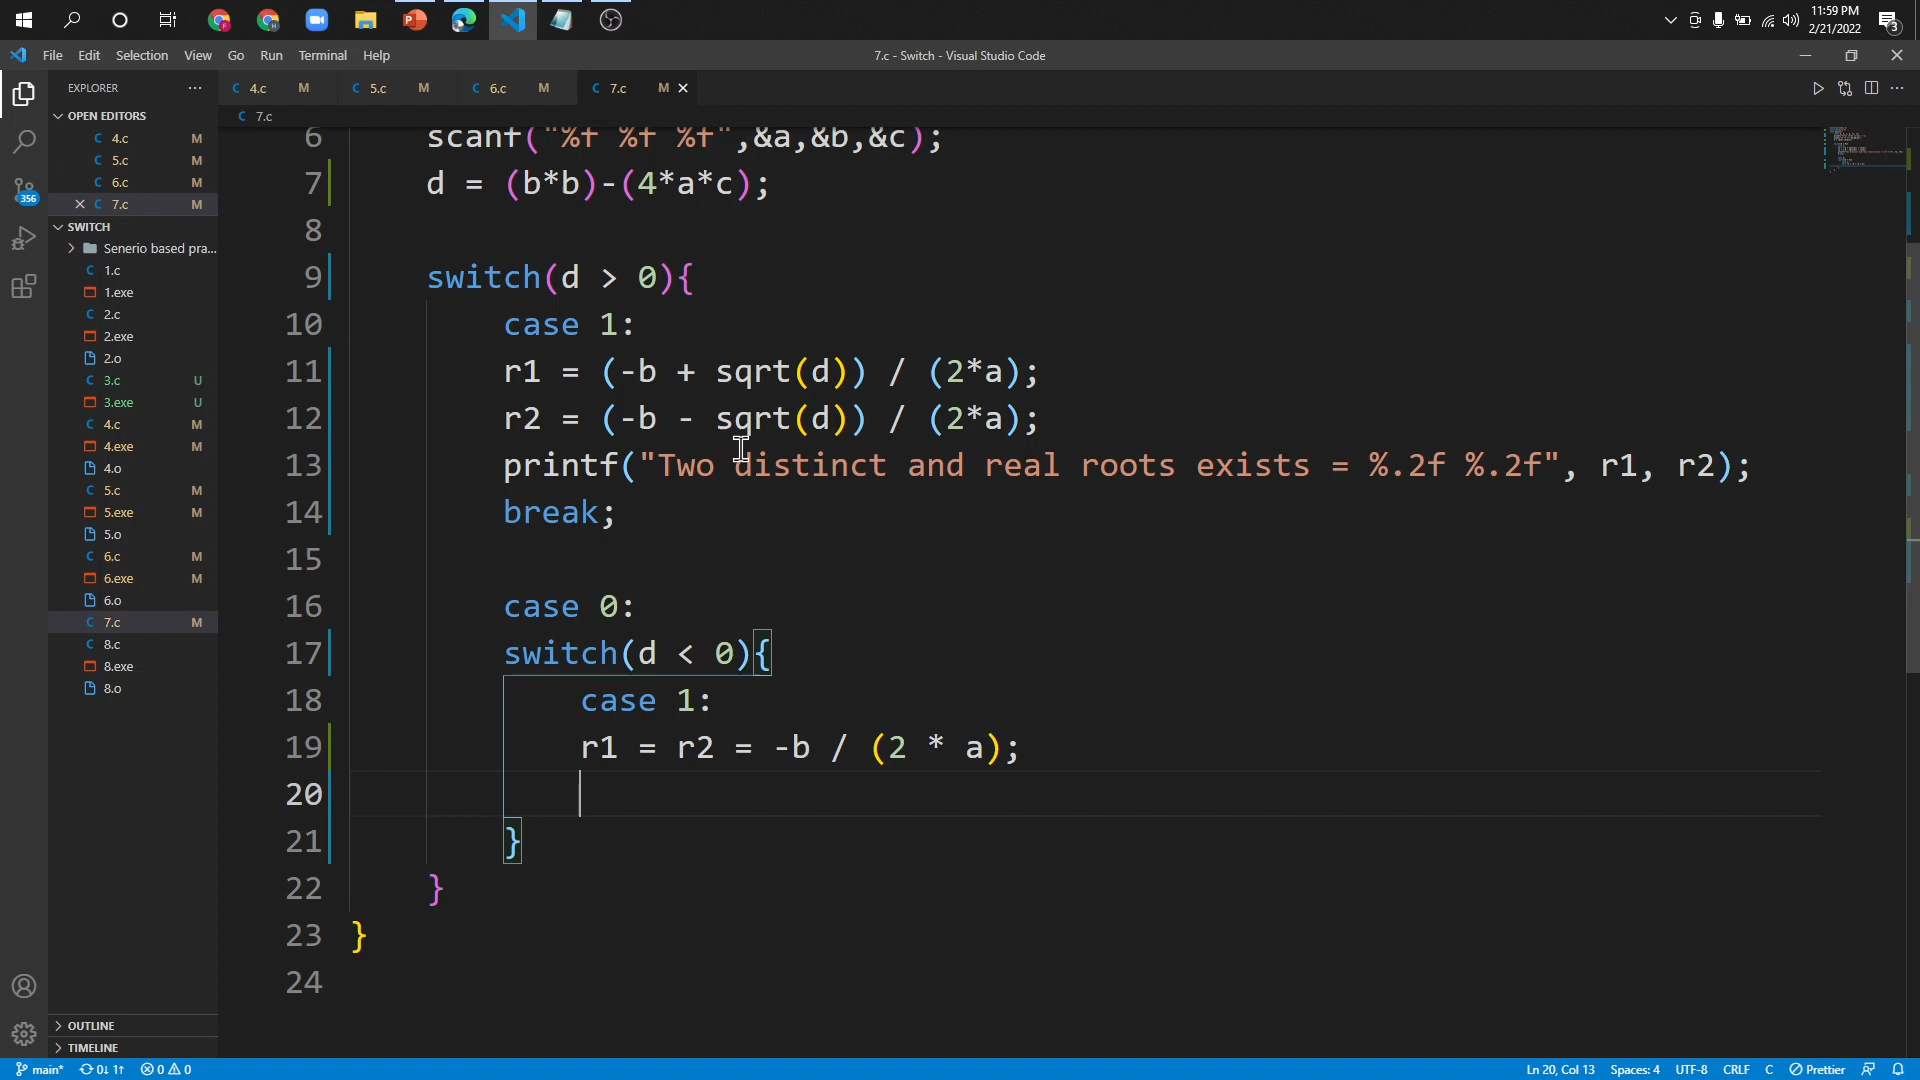 11:59 PM
2/21/2022
3
File Edit Selection View Go Run Terminal Help
7.c - Switch - Visual Studio Code
EXPLORER
OPEN EDITORS
4.c M
5.c M
6.c M
7.c M
SWITCH
Senerio based pra...
1.c
1.exe
2.c
2.exe
2.o
3.c U
3.exe U
4.c M
4.exe M
4.o
5.c M
5.exe M
5.o
6.c M
6.exe M
6.o
7.c M
8.c
8.exe
8.o
OUTLINE
TIMELINE
356
4.c M 5.c M 6.c M 7.c M
7.c
6 scanf("%f %f %f",&a,&b,&c);
7 d = (b*b)-(4*a*c);
8
9 switch(d > 0){
10 case 1:
11 r1 = (-b + sqrt(d)) / (2*a);
12 r2 = (-b - sqrt(d)) / (2*a);
13 printf("Two distinct and real roots exists = %.2f %.2f", r1, r2);
14 break;
15
16 case 0:
17 switch(d < 0){
18 case 1:
19 r1 = r2 = -b / (2 * a);
20
21 }
22 }
23 }
24
main* 0↓ 1↑ 0 0
Ln 20, Col 13 Spaces: 4 UTF-8 CRLF C Prettier